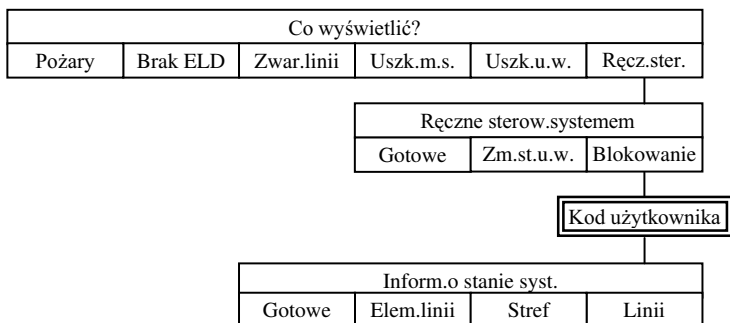 Co wyświetlić?
Pożary Brak ELD Zwar.linii Uszk.m.s. Uszk.u.w. Ręcz.ster.
Ręczne sterow.systemem
Gotowe Zm.st.u.w. Blokowanie
Kod użytkownika
Inform.o stanie syst.
Gotowe Elem.linii Stref Linii